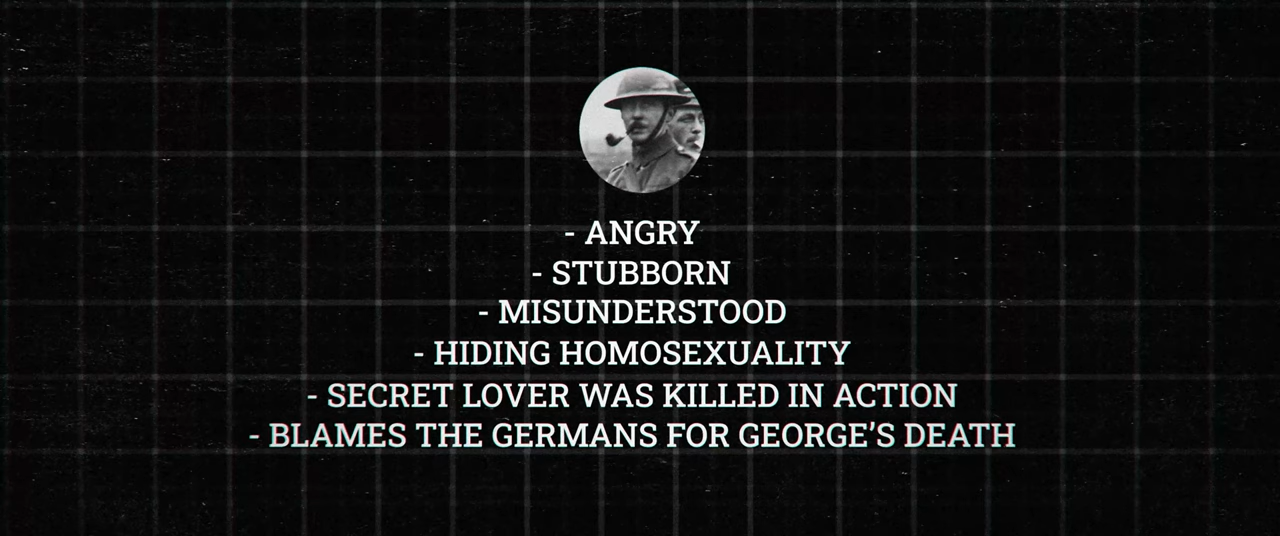 - ANGRY
- STUBBORN
- MISUNDERSTOOD
- HIDING HOMOSEXUALITY
- SECRET LOVER WAS KILLED IN ACTION
- BLAMES THE GERMANS FOR GEORGE’S DEATH